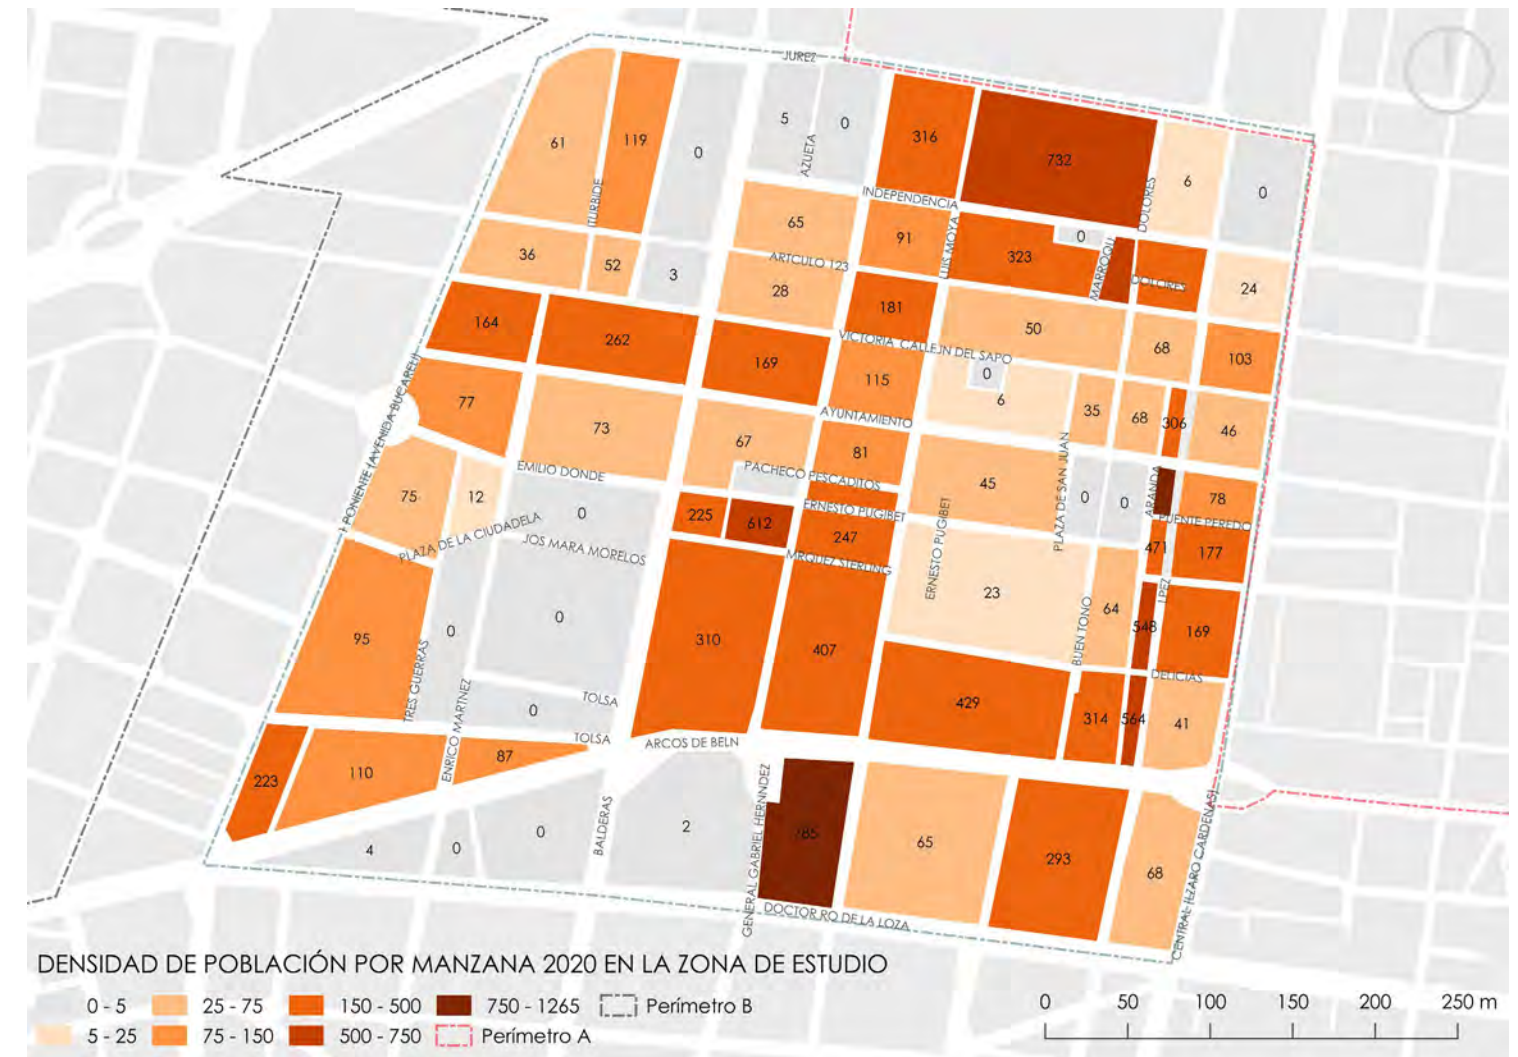 JUREZ
5
0
AZUETA
61
119
0
316
732
6
0
ITURBIDE
INDEPENDENCIA
DOLORES
65
91
LUIS MOYA
323
0
MARROQU
36
52
3
ARTCULO 123
28
DOLORES
24
164
262
181
50
68
103
VICTORIA
CALLEJN DEL SAPO
169
115
0
6
1 PONIENTE (AVENIDA BUCARELI)
77
73
67
AYUNTAMIENTO
81
35
68
306
46
EMILIO DONDE
PACHECO PESCADITOS
45
PLAZA DE SAN JUAN
0
0
ARANDA
78
75
12
0
225
612
ERNESTO PUGIBET
247
ERNESTO PUGIBET
PUENTE PEREDO
PLAZA DE LA CIUDADELA
JOS MARA MORELOS
MRQUEZ STERLING
471
177
23
64
LPEZ
95
0
0
310
407
BUEN TONO
548
169
TRES GUERRAS
DELICIAS
ENRICO MARTNEZ
0
TOLSA
429
314
564
41
TOLSA
ARCOS DE BELN
223
110
87
4
0
0
BALDERAS
2
GENERAL GABRIEL HERNNDEZ
785
65
293
68
CENTRAL (LZARO CARDENAS)
DOCTOR RO DE LA LOZA
DENSIDAD DE POBLACIÓN POR MANZANA 2020 EN LA ZONA DE ESTUDIO
0 - 5
25 - 75
150 - 500
750 - 1265
Perímetro B
5 - 25
75 - 150
500 - 750
Perímetro A
0 50 100 150 200 250 m